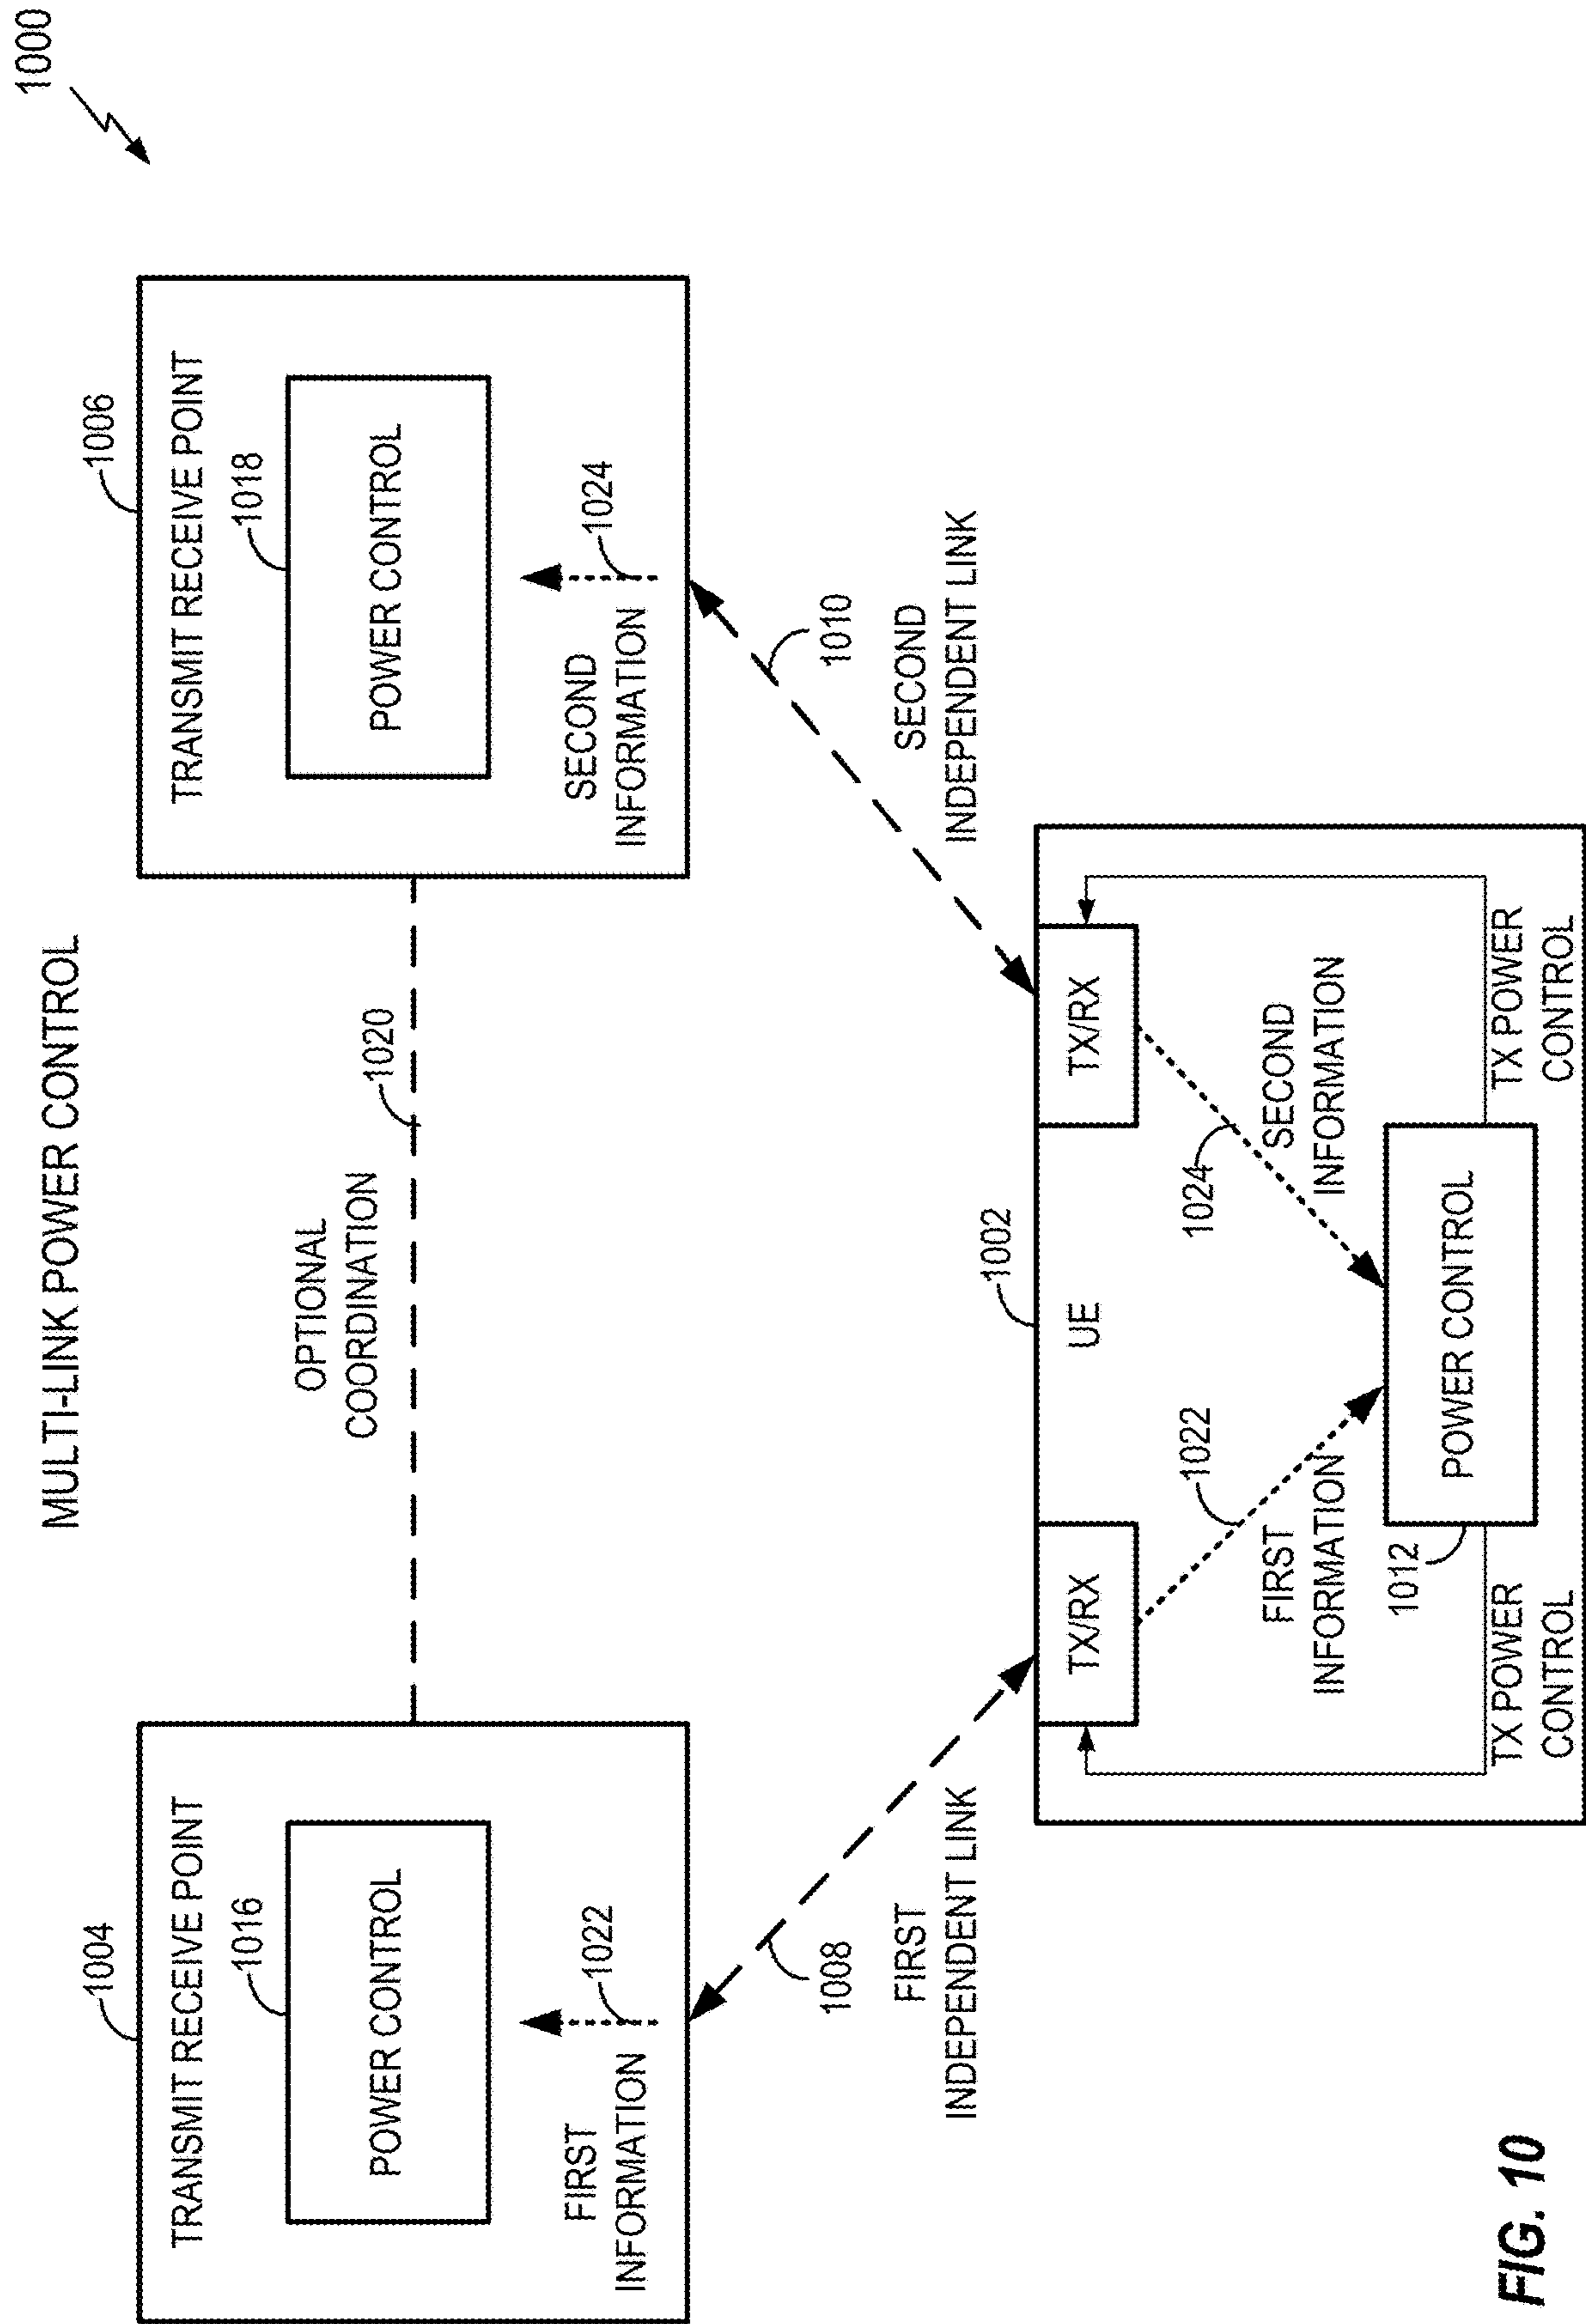 MULTI-LINK POWER CONTROL
1000
1004
TRANSMIT RECEIVE POINT
1016
POWER CONTROL
FIRST
INFORMATION
1022
OPTIONAL
COORDINATION
1020
1006
TRANSMIT RECEIVE POINT
1018
POWER CONTROL
SECOND
INFORMATION
1024
1008
FIRST
INDEPENDENT LINK
1010
SECOND
INDEPENDENT LINK
1002
TX/RX
UE
TX/RX
1022
FIRST
INFORMATION
1024
SECOND
INFORMATION
1012
POWER CONTROL
TX POWER
CONTROL
TX POWER
CONTROL
FIG. 10